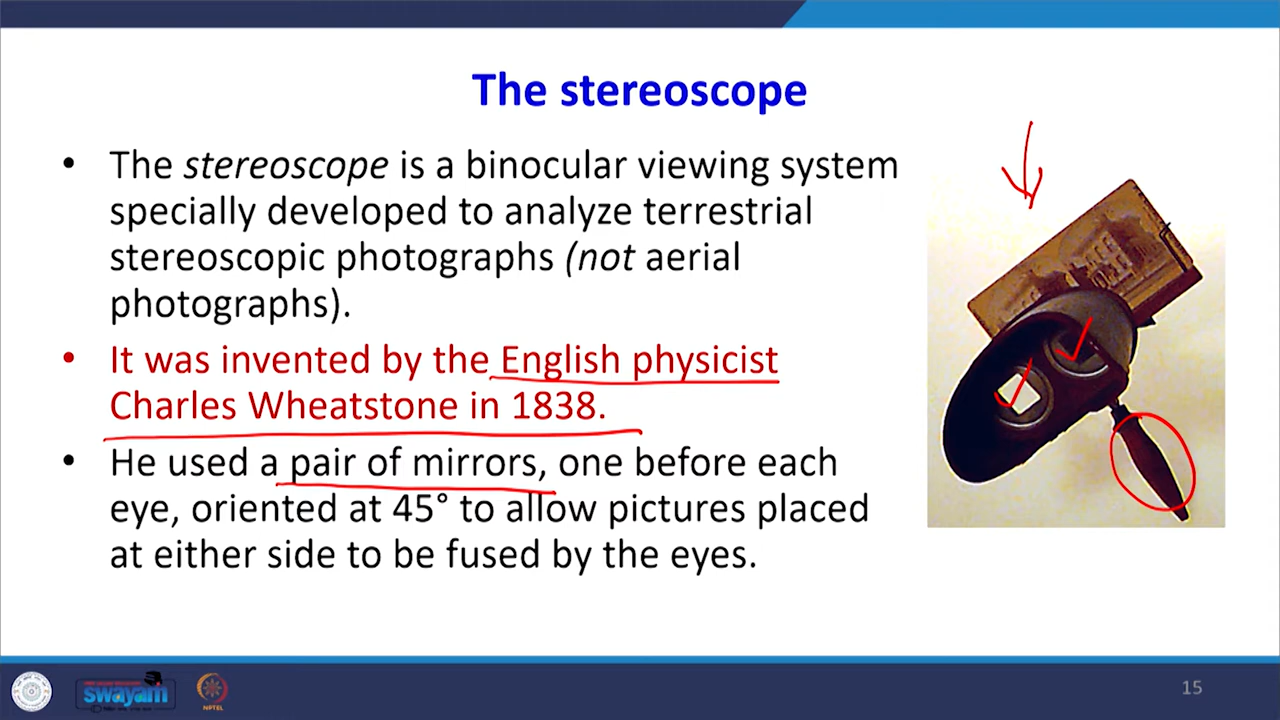 The stereoscope
• The stereoscope is a binocular viewing system
specially developed to analyze terrestrial
stereoscopic photographs (not aerial
photographs).
• It was invented by the English physicist
Charles Wheatstone in 1838.
• He used a pair of mirrors, one before each
eye, oriented at 45° to allow pictures placed
at either side to be fused by the eyes.
swayam
NPTEL
15